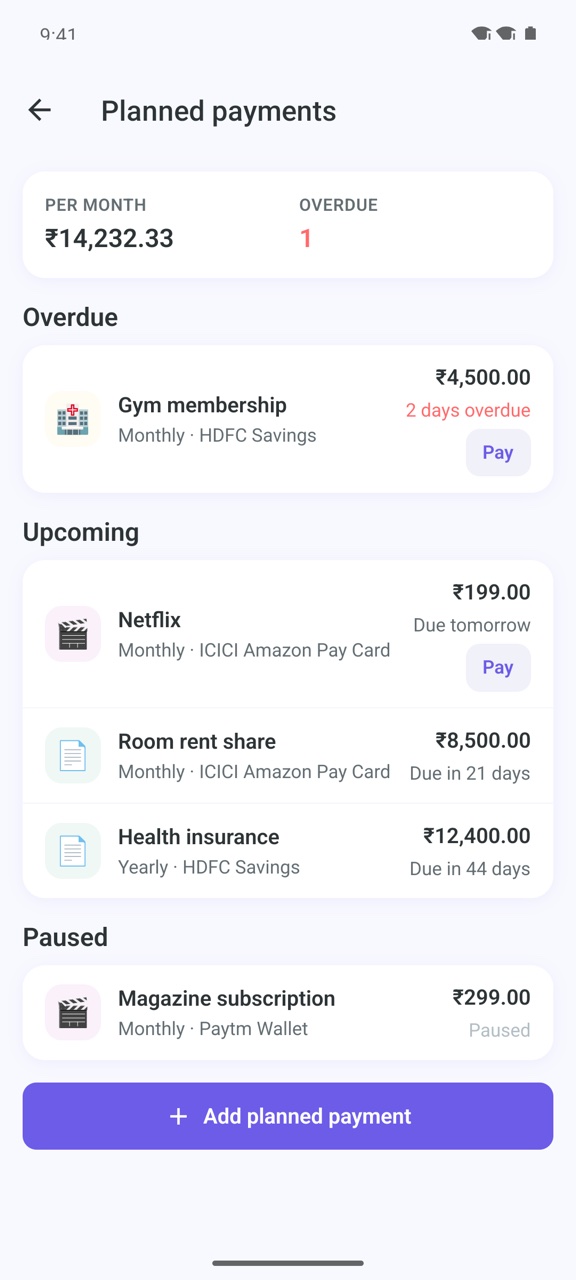 9:41
Planned payments
PER MONTH
₹14,232.33
OVERDUE
1
Overdue
Gym membership
Monthly · HDFC Savings
₹4,500.00
2 days overdue
Pay
Upcoming
Netflix
Monthly · ICICI Amazon Pay Card
₹199.00
Due tomorrow
Pay
Room rent share
Monthly · ICICI Amazon Pay Card
₹8,500.00
Due in 21 days
Health insurance
Yearly · HDFC Savings
₹12,400.00
Due in 44 days
Paused
Magazine subscription
Monthly · Paytm Wallet
₹299.00
Paused
+ Add planned payment